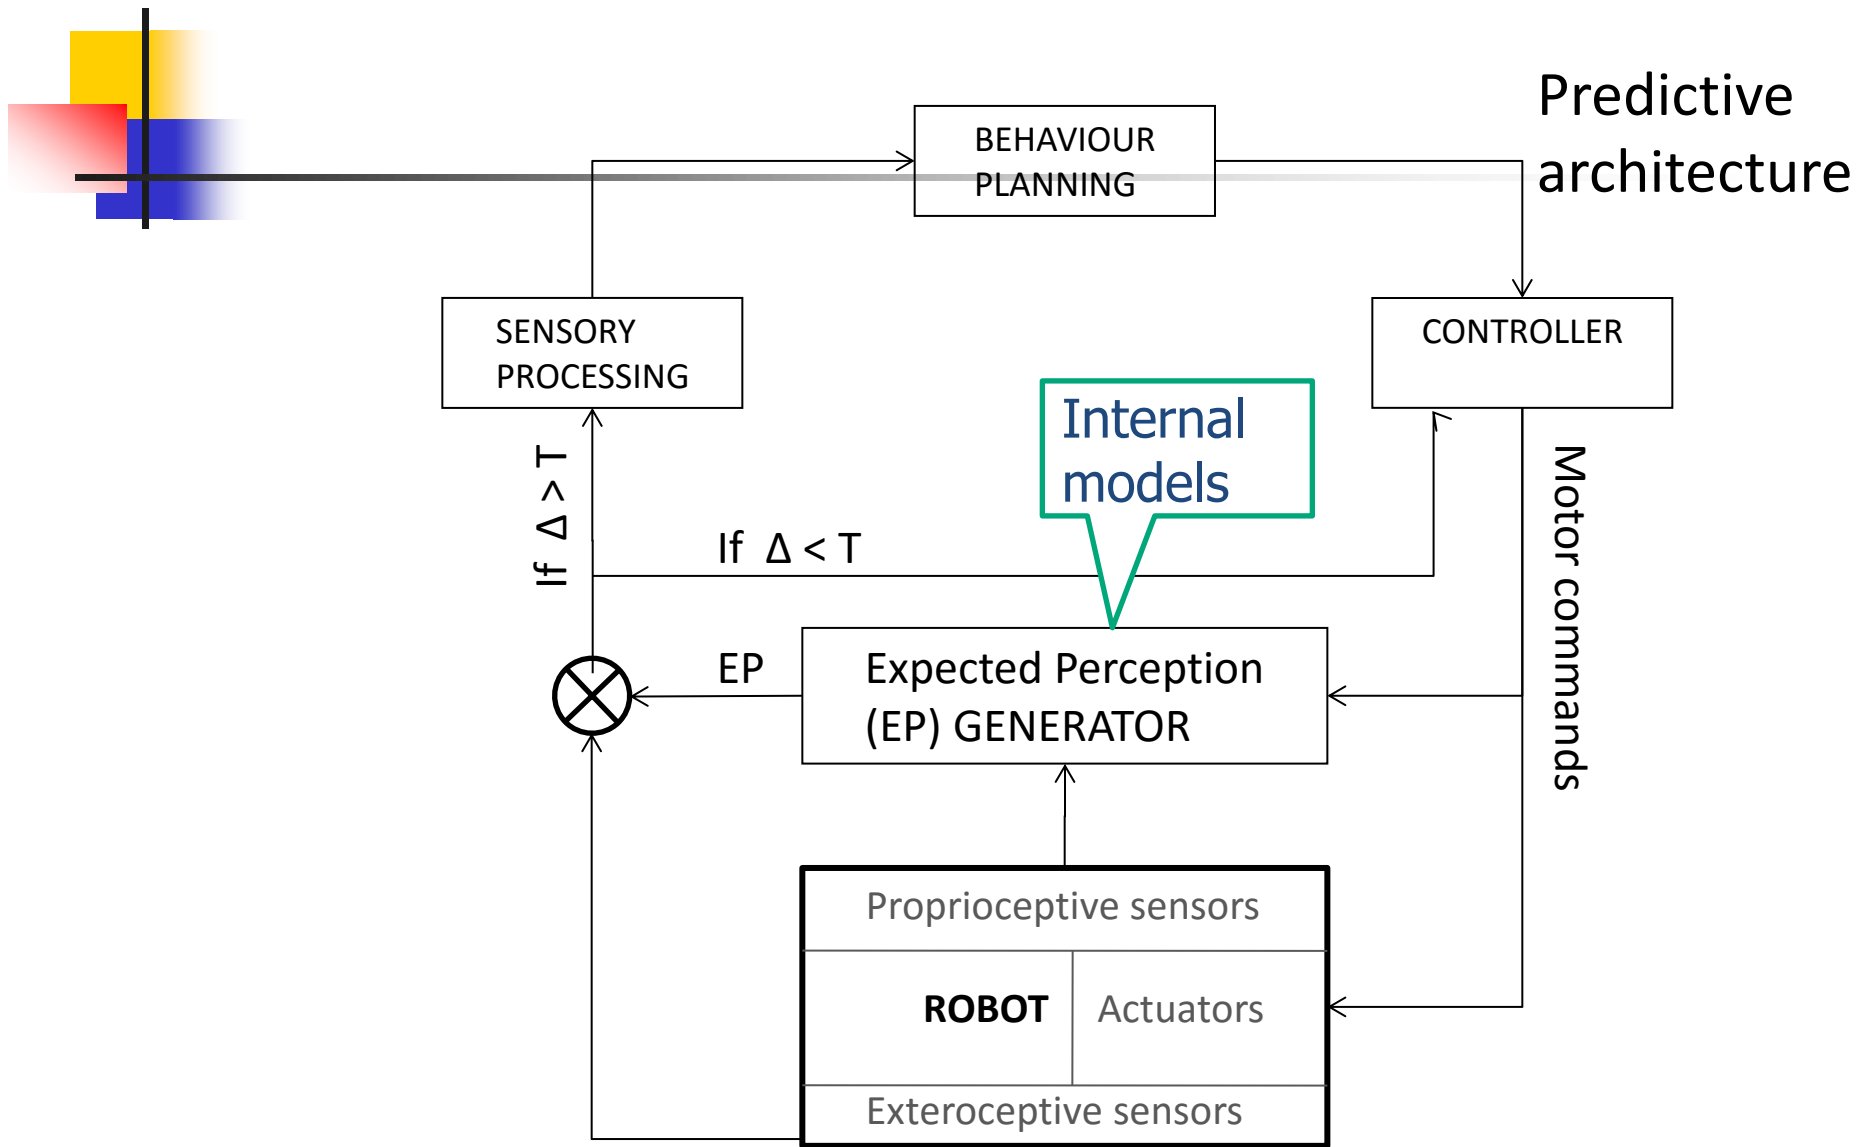 Predictive
architecture
BEHAVIOUR
PLANNING
SENSORY
PROCESSING
CONTROLLER
Internal
models
If Δ > T
If Δ < T
Motor commands
EP
Expected Perception
(EP) GENERATOR
Proprioceptive sensors
ROBOT
Actuators
Exteroceptive sensors